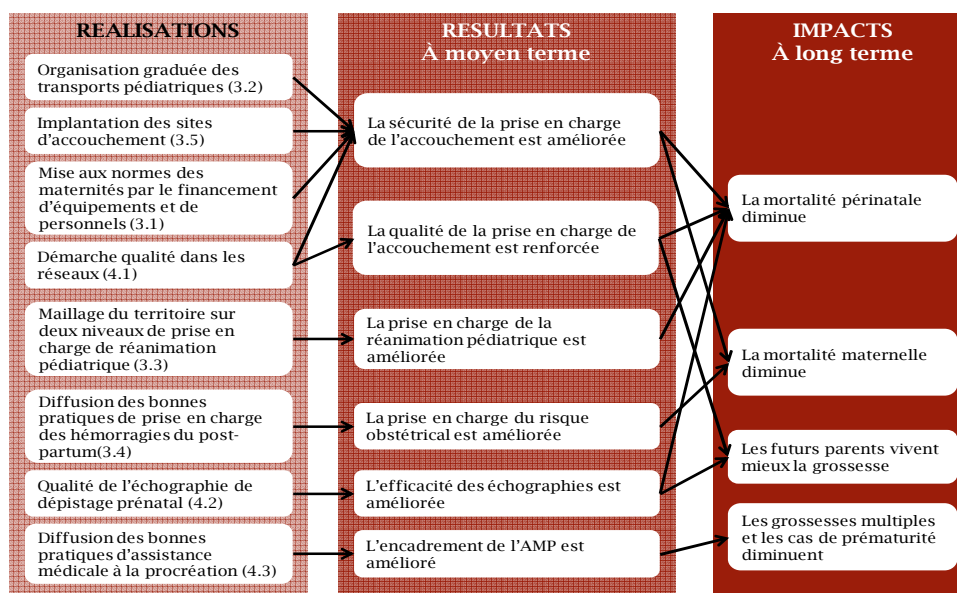 REALISATIONS
Organisation graduée des
transports pédiatriques (3.2)
Implantation des sites
d'accouchement (3.5)
Mise aux normes des
maternités par le financement
d'équipements et de
personnels (3.1)
Démarche qualité dans les
réseaux (4.1)
Maillage du territoire sur
deux niveaux de prise en
charge de réanimation
pédiatrique (3.3)
Diffusion des bonnes
pratiques de prise en charge
des hémorragies du post-
partum(3.4)
Qualité de l'échographie de
dépistage prénatal (4.2)
Diffusion des bonnes
pratiques d'assistance
médicale à la procréation (4.3)
RESULTATS
À moyen terme
La sécurité de la prise en charge
de l'accouchement est améliorée
La qualité de la prise en charge de
l'accouchement est renforcée
La prise en charge de la
réanimation pédiatrique est
améliorée
La prise en charge du risque
obstétrical est améliorée
L'efficacité des échographies est
améliorée
L'encadrement de l'AMP est
amélioré
IMPACTS
À long terme
La mortalité périnatale
diminue
La mortalité maternelle
diminue
Les futurs parents vivent
mieux la grossesse
Les grossesses multiples
et les cas de prématurité
diminuent